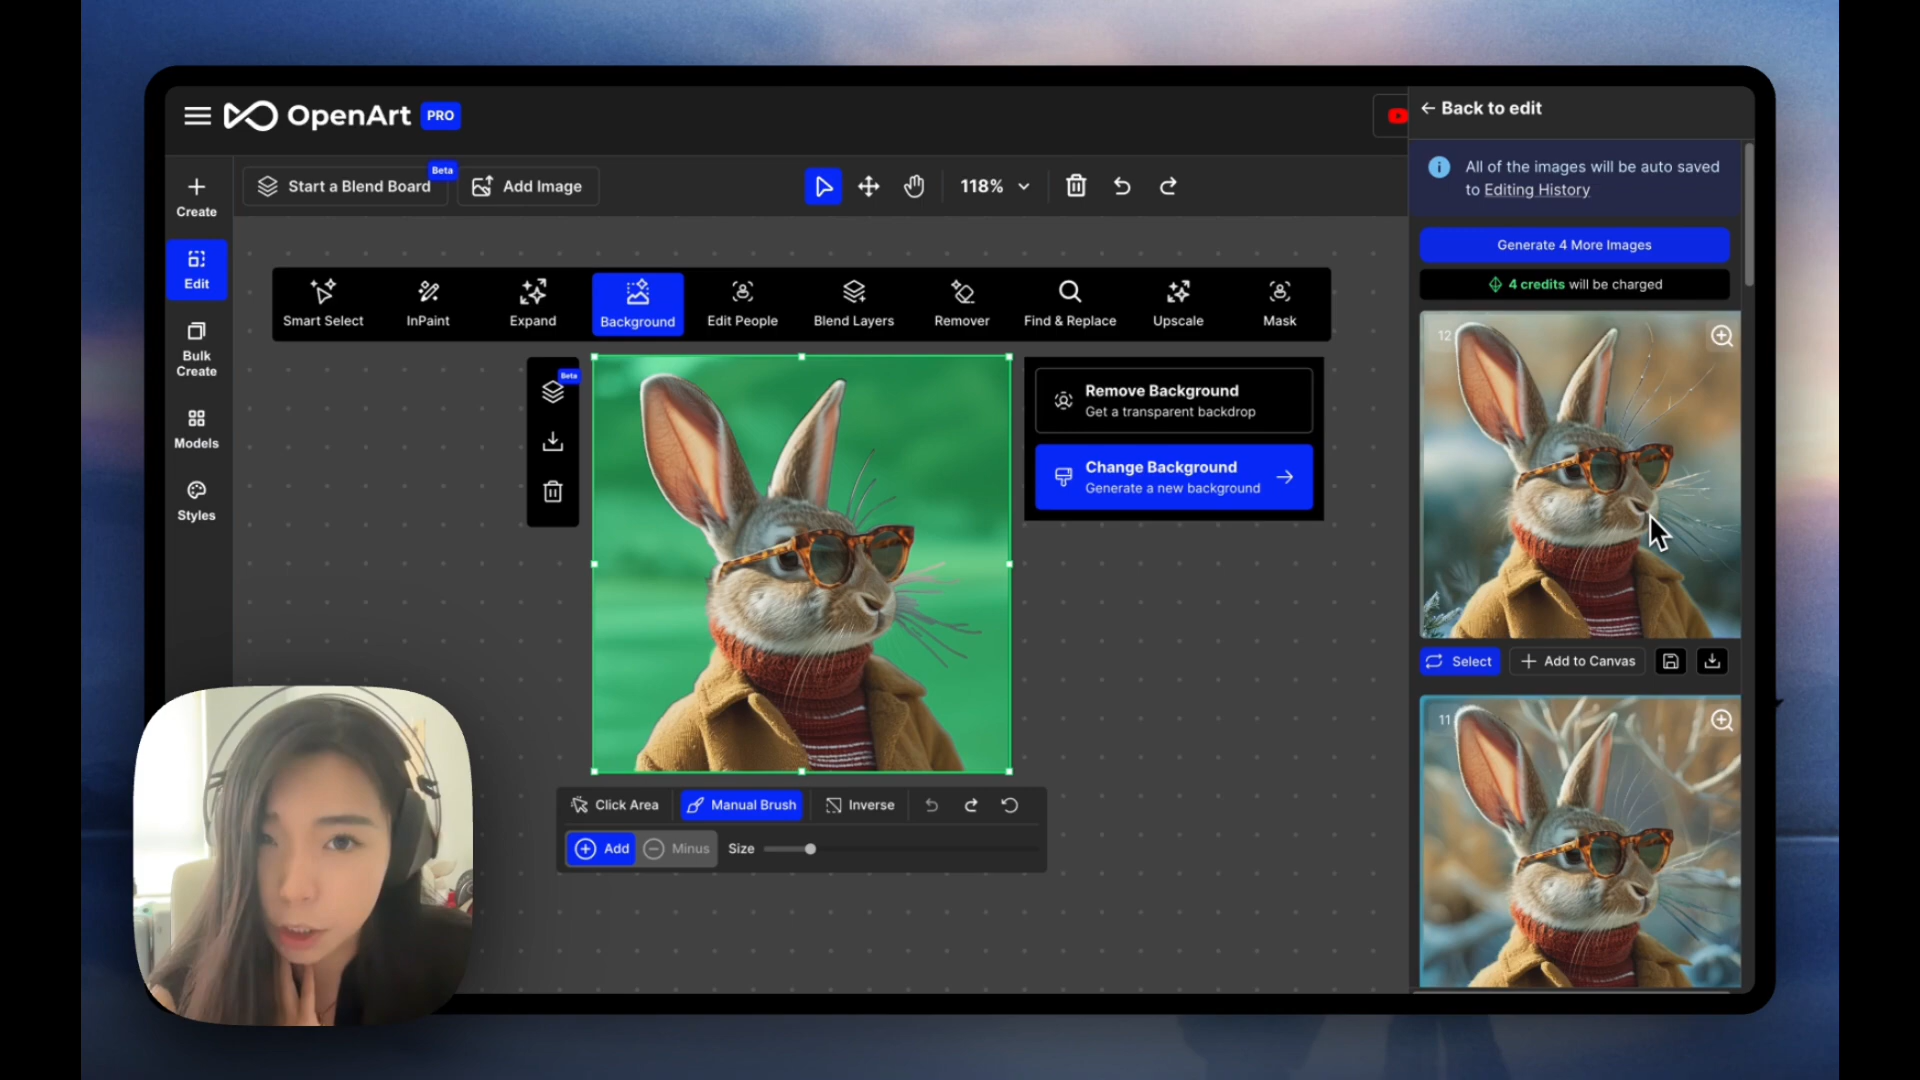 OpenArt PRO
Back to edit
All of the images will be auto saved
to Editing History
Generate 4 More Images
4 credits will be charged
Create
Edit
Bulk
Create
Models
Styles
Start a Blend Board
Beta
Add Image
118%
Smart Select
InPaint
Expand
Background
Edit People
Blend Layers
Remover
Find & Replace
Upscale
Mask
Beta
Remove Background
Get a transparent backdrop
Change Background
Generate a new background
12
Select
Add to Canvas
11
Click Area
Manual Brush
Inverse
Add
Minus
Size